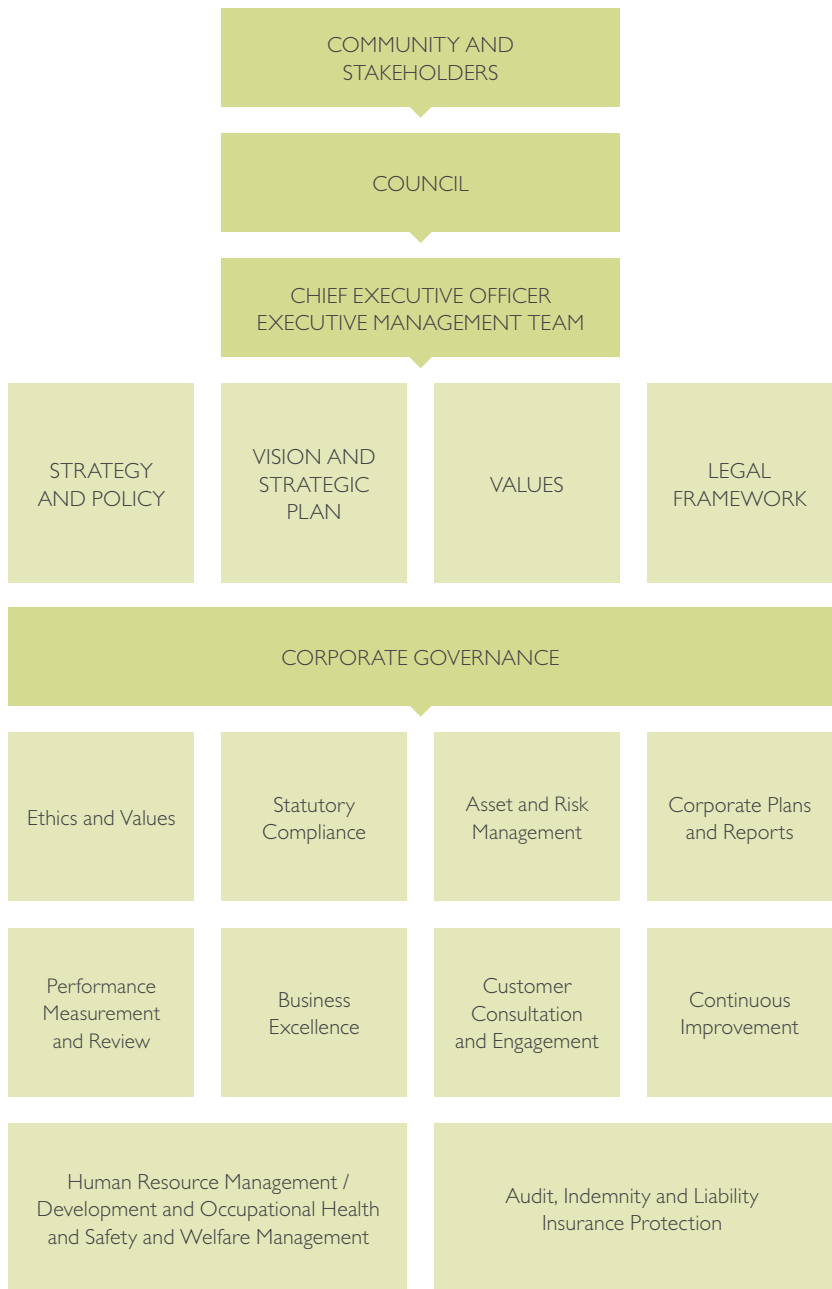 COMMUNITY AND
STAKEHOLDERS
COUNCIL
CHIEF EXECUTIVE OFFICER
EXECUTIVE MANAGEMENT TEAM
STRATEGY
AND POLICY
VISION AND
STRATEGIC
PLAN
VALUES
LEGAL
FRAMEWORK
CORPORATE GOVERNANCE
Ethics and Values
Statutory
Compliance
Asset and Risk
Management
Corporate Plans
and Reports
Performance
Measurement
and Review
Business
Excellence
Customer
Consultation
and Engagement
Continuous
Improvement
Human Resource Management /
Development and Occupational Health
and Safety and Welfare Management
Audit, Indemnity and Liability
Insurance Protection